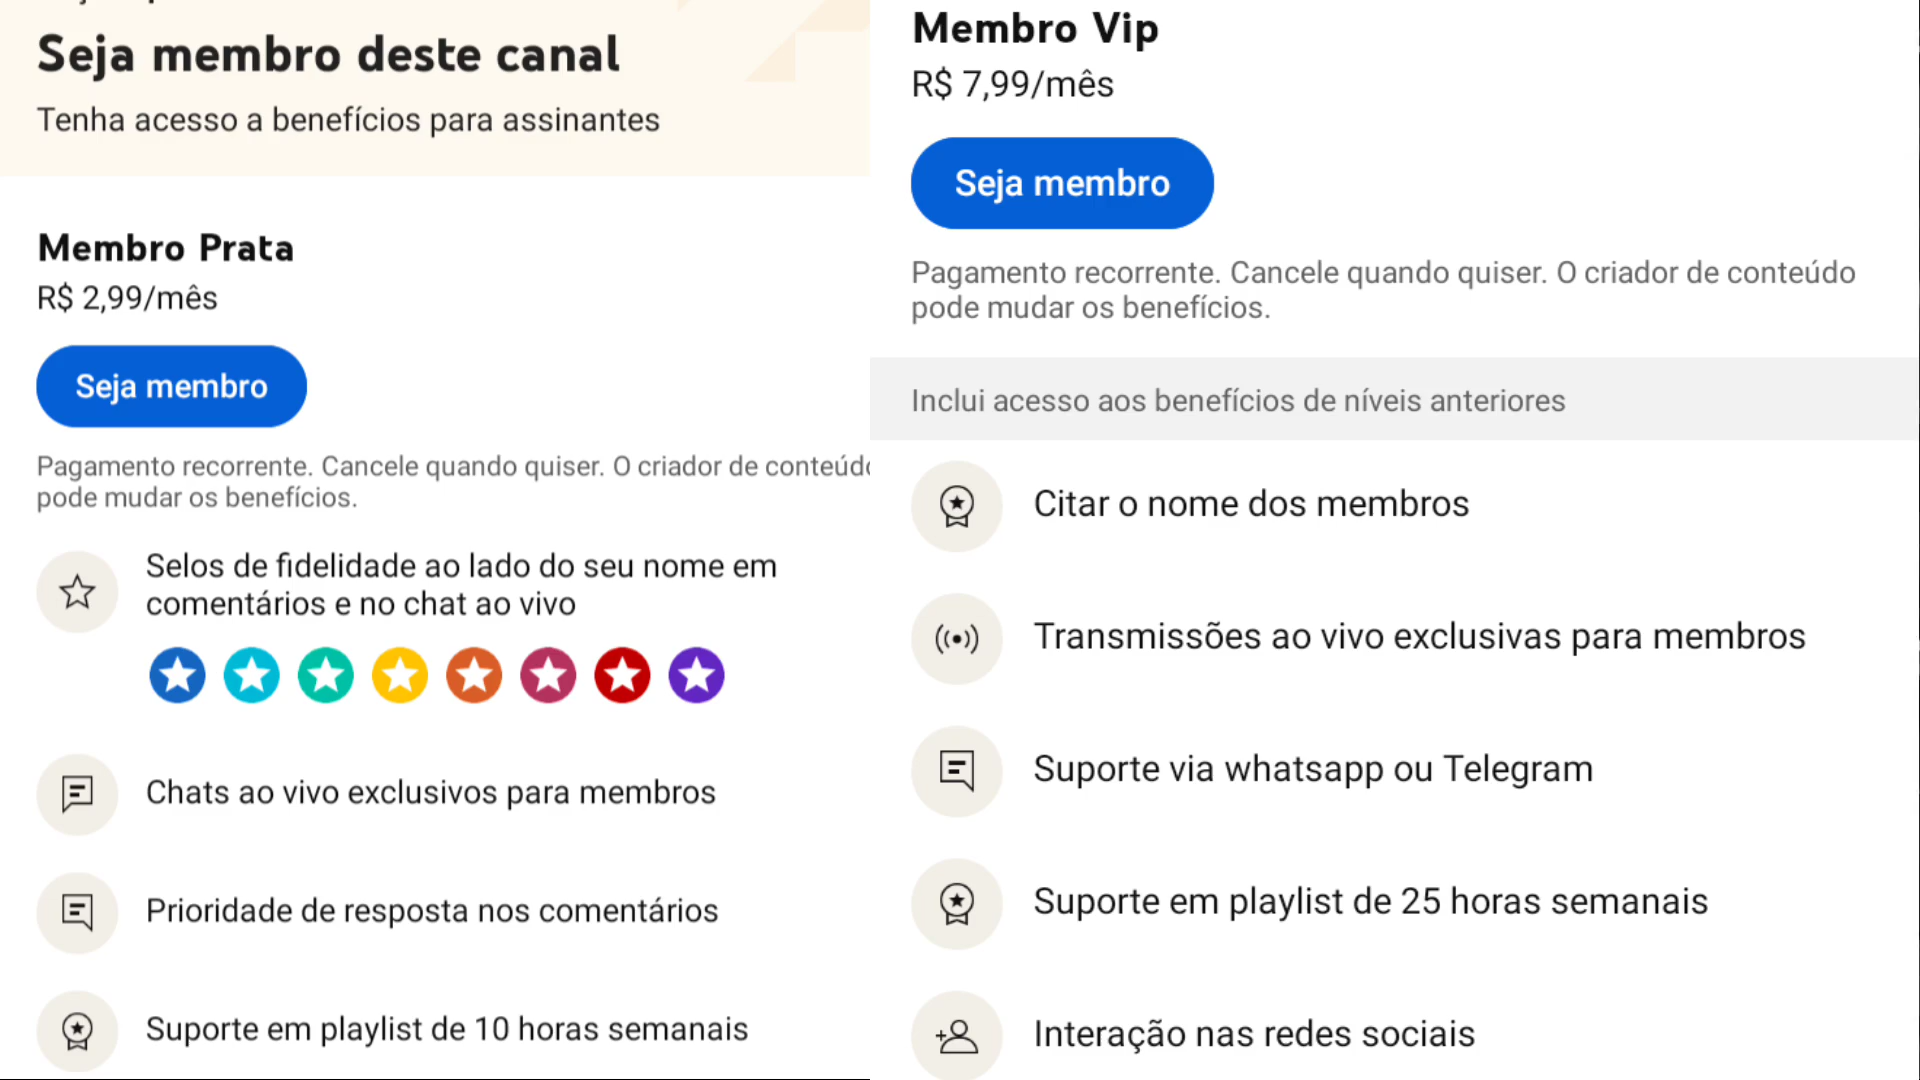 Seja membro deste canal
Tenha acesso a benefícios para assinantes
Membro Prata
R$ 2,99/mês
Seja membro
Pagamento recorrente. Cancele quando quiser. O criador de conteúdo
pode mudar os benefícios.
Selos de fidelidade ao lado do seu nome em
comentários e no chat ao vivo
Chats ao vivo exclusivos para membros
Prioridade de resposta nos comentários
Suporte em playlist de 10 horas semanais
Membro Vip
R$ 7,99/mês
Seja membro
Pagamento recorrente. Cancele quando quiser. O criador de conteúdo
pode mudar os benefícios.
Inclui acesso aos benefícios de níveis anteriores
Citar o nome dos membros
Transmissões ao vivo exclusivas para membros
Suporte via whatsapp ou Telegram
Suporte em playlist de 25 horas semanais
Interação nas redes sociais